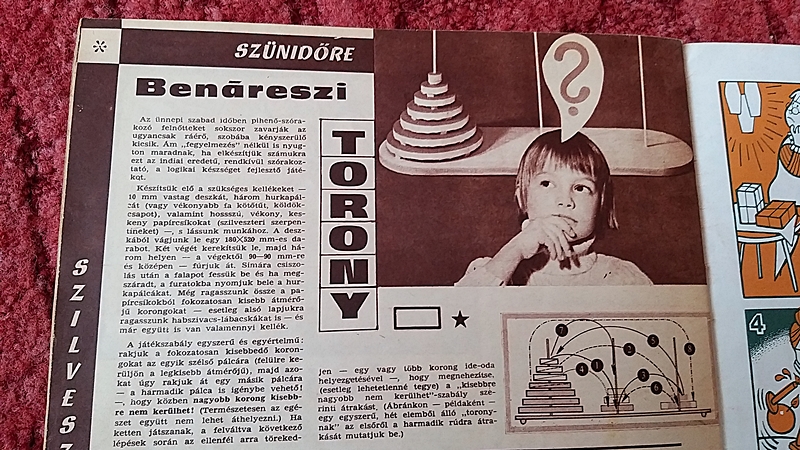 *
SZÜNIDŐRE
Benáreszi
TORONY
Az ünnepi szabad időben pihenő-szóra-
kozó felnőtteket sokszor zavarják az
ugyancsak ráérő, szobába kényszerülő
kicsik. Ám „fegyelmezés" nélkül is nyug-
ton maradnak, ha elkészítjük számukra
ezt az indiai eredetű, rendkívül szórakoz-
tató, a logikai készséget fejlesztő játé-
kot.
Készítsük elő a szükséges kellékeket —
10 mm vastag deszkát, három hurkapál-
cát (vagy vékonyabb fa kötőtűt, köldök-
csapot), valamint hosszú, vékony, kes-
keny papírcsíkokat (szilveszteri szerpen-
tineket) —, s lássunk munkához. A desz-
kából vágjunk le egy 180×520 mm-es da-
rabot. Két végét kerekítsük le, majd há-
rom helyen — a végektől 90—90 mm-re
és középen — fúrjuk át. Simára csiszo-
lás után a falapot fessük be és ha meg-
száradt, a furatokba nyomjuk bele a hur-
kapálcákat. Még ragasszunk össze a pa-
pírcsíkokból fokozatosan kisebb átmérő-
jű korongokat — esetleg alsó lapjukra
ragasszunk habszivacs-lábacskákat is — és
már együtt is van valamennyi kellék.
A játékszabály egyszerű és egyértelmű:
rakjuk a fokozatosan kisebbedő koron-
gokat az egyik szélső pálcára (felülre ke-
rüljön a legkisebb átmérőjű), majd azo-
kat úgy rakjuk át egy másik pálcára
— a harmadik pálca is igénybe vehető!
—, hogy közben nagyobb korong kisebb-
re nem kerülhet! (Természetesen az egé-
szet együtt nem lehet áthelyezni.) Ha
ketten játszanak, a felváltva következő
lépések során az ellenfél arra töreked-
jen — egy vagy több korong ide-oda
helyezgetésével —, hogy megnehezítse,
(esetleg lehetetlenné tegye) a „kisebbre
nagyobb nem kerülhet"-szabály sze-
rinti átrakást. (Ábránkon — példaként —
egy egyszerű, hét elemből álló „torony-
nak" az elsőről a harmadik rúdra átra-
kását mutatjuk be.)
SZILVESZ
4